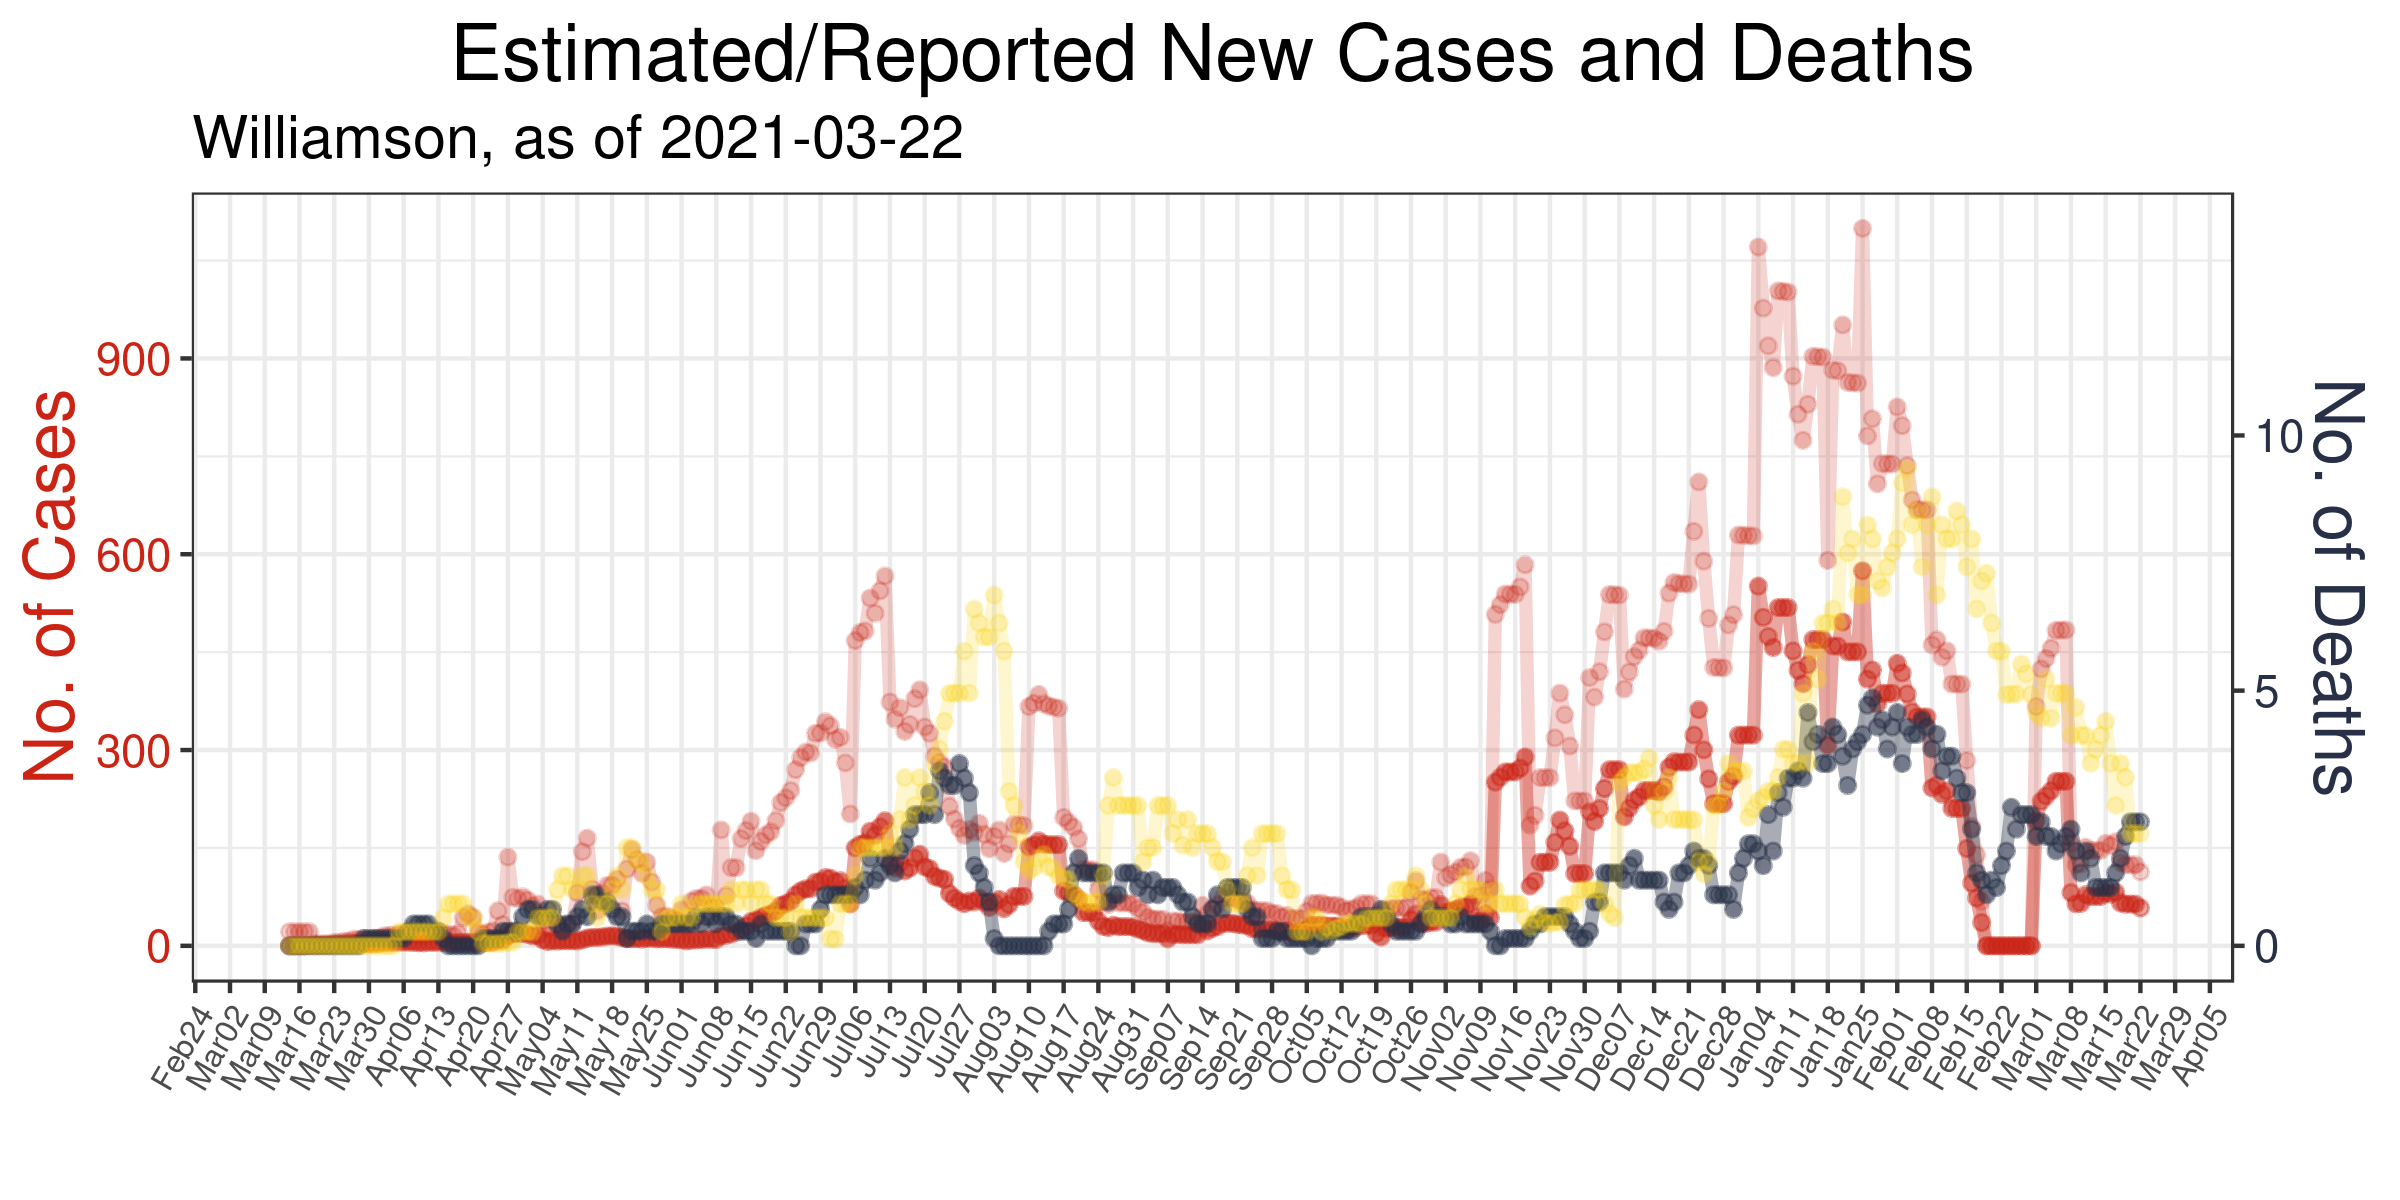 Estimated/Reported New Cases and Deaths
Williamson, as of 2021-03-22
No. of Cases
900
600
300
0
10
5
0
No. of Deaths
Feb24
Mar02
Mar09
Mar16
Mar23
Mar30
Apr06
Apr13
Apr20
Apr27
May04
May11
May18
May25
Jun01
Jun08
Jun15
Jun22
Jun29
Jul06
Jul13
Jul20
Jul27
Aug03
Aug10
Aug17
Aug24
Aug31
Sep07
Sep14
Sep21
Sep28
Oct05
Oct12
Oct19
Oct26
Nov02
Nov09
Nov16
Nov23
Nov30
Dec07
Dec14
Dec21
Dec28
Jan04
Jan11
Jan18
Jan25
Feb01
Feb08
Feb15
Feb22
Mar01
Mar08
Mar15
Mar22
Mar29
Apr05